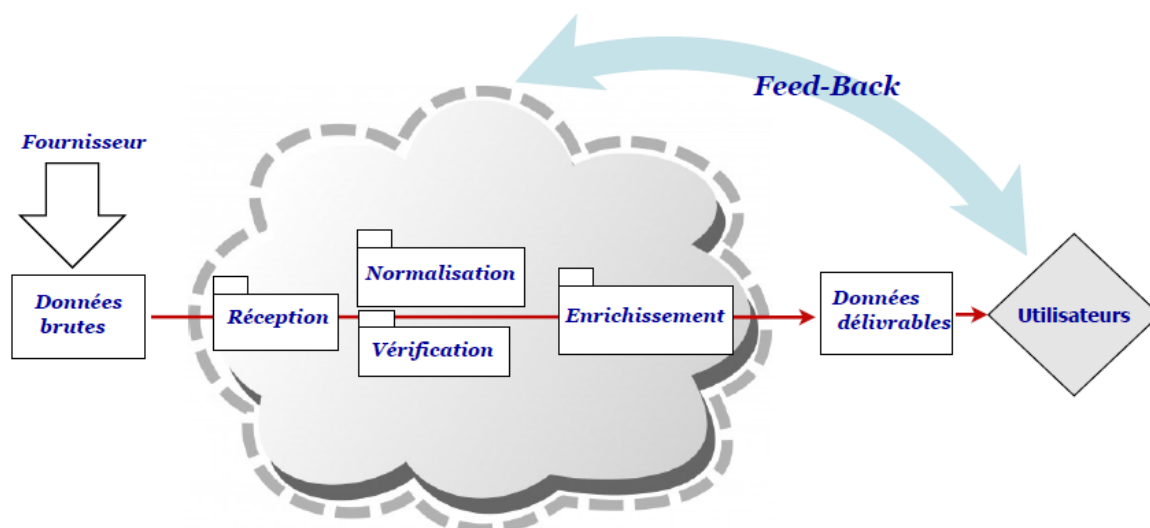 Feed-Back
Fournisseur
Données
brutes
Réception
Normalisation
Vérification
Enrichissement
Données
délivrables
Utilisateurs